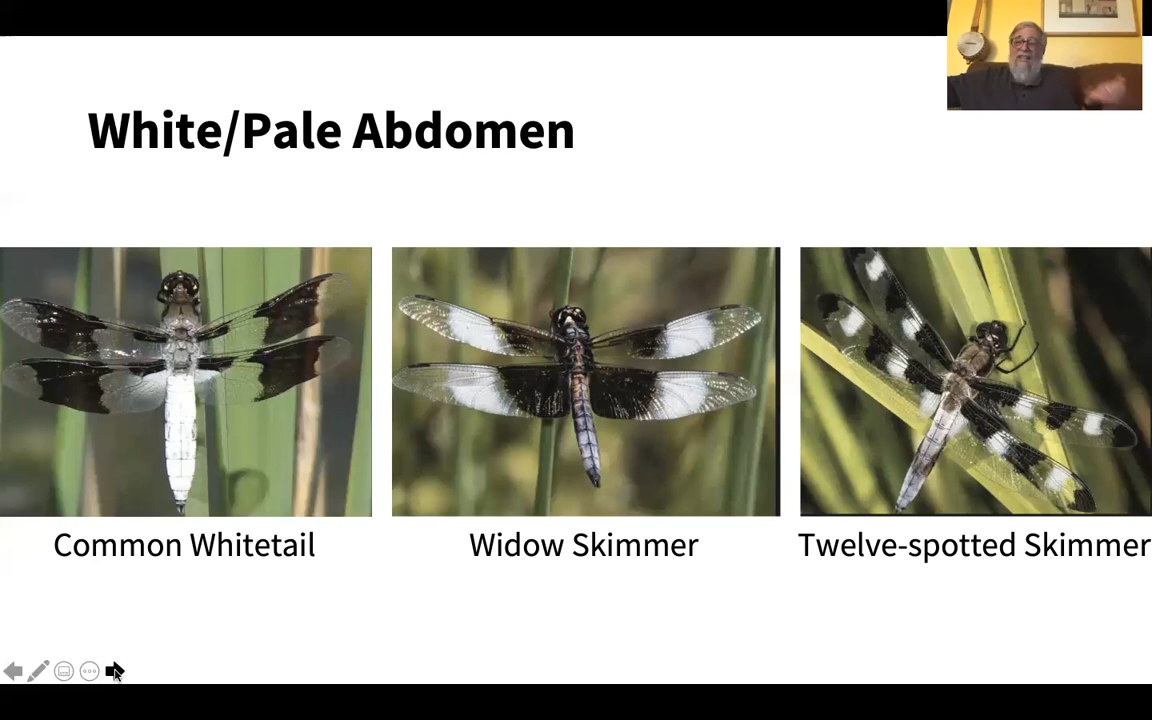 White/Pale Abdomen
Common Whitetail
Widow Skimmer
Twelve-spotted Skimmer